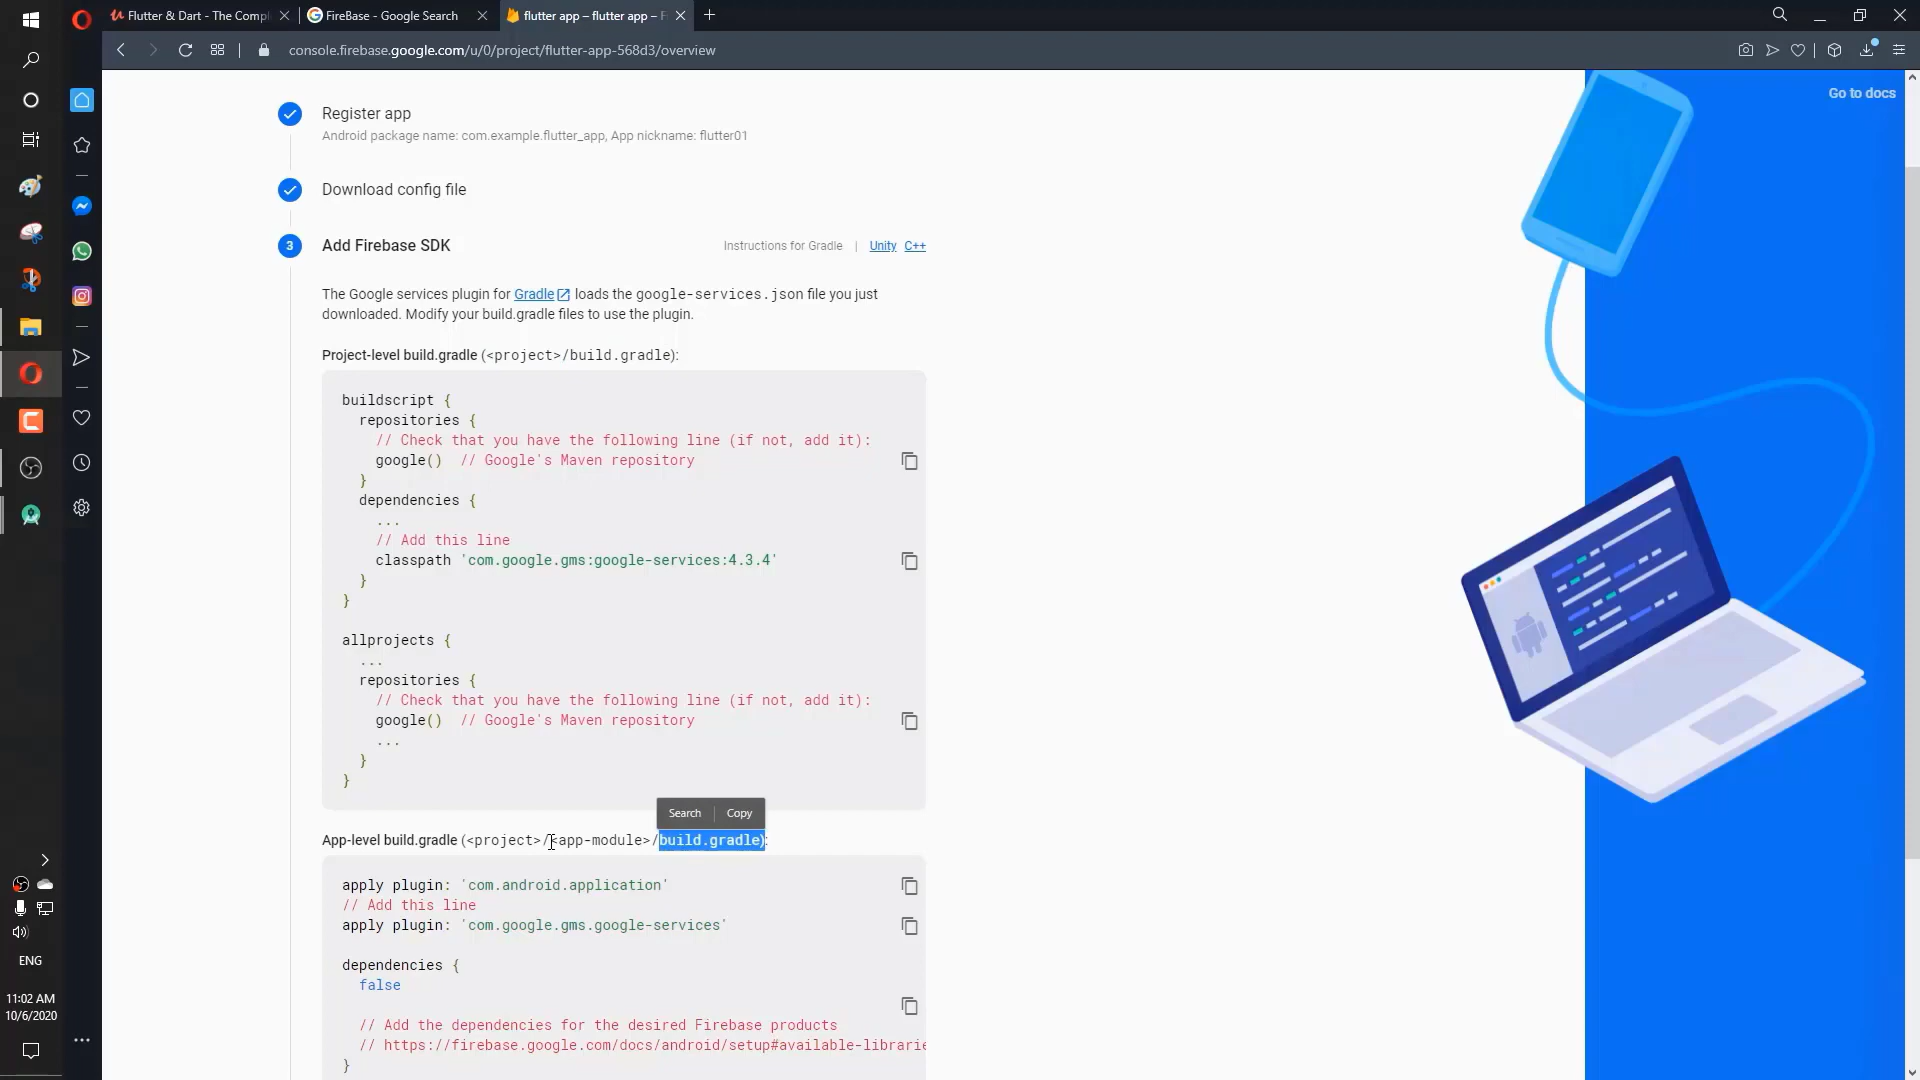 Flutter & Dart - The Compl
FireBase - Google Search
flutter app – flutter app – F
console.firebase.google.com/u/0/project/flutter-app-568d3/overview
Go to docs
Register app
Android package name: com.example.flutter_app, App nickname: flutter01
Download config file
3 Add Firebase SDK
Instructions for Gradle | Unity C++
The Google services plugin for Gradle loads the google-services.json file you just
downloaded. Modify your build.gradle files to use the plugin.
Project-level build.gradle (<project>/build.gradle):
buildscript {
repositories {
// Check that you have the following line (if not, add it):
google() // Google's Maven repository
}
dependencies {
...
// Add this line
classpath 'com.google.gms:google-services:4.3.4'
}
}
allprojects {
...
repositories {
// Check that you have the following line (if not, add it):
google() // Google's Maven repository
...
}
}
Search Copy
App-level build.gradle (<project>/<app-module>/build.gradle):
apply plugin: 'com.android.application'
// Add this line
apply plugin: 'com.google.gms.google-services'
dependencies {
false
// Add the dependencies for the desired Firebase products
// https://firebase.google.com/docs/android/setup#available-librarie
}
ENG
11:02 AM
10/6/2020